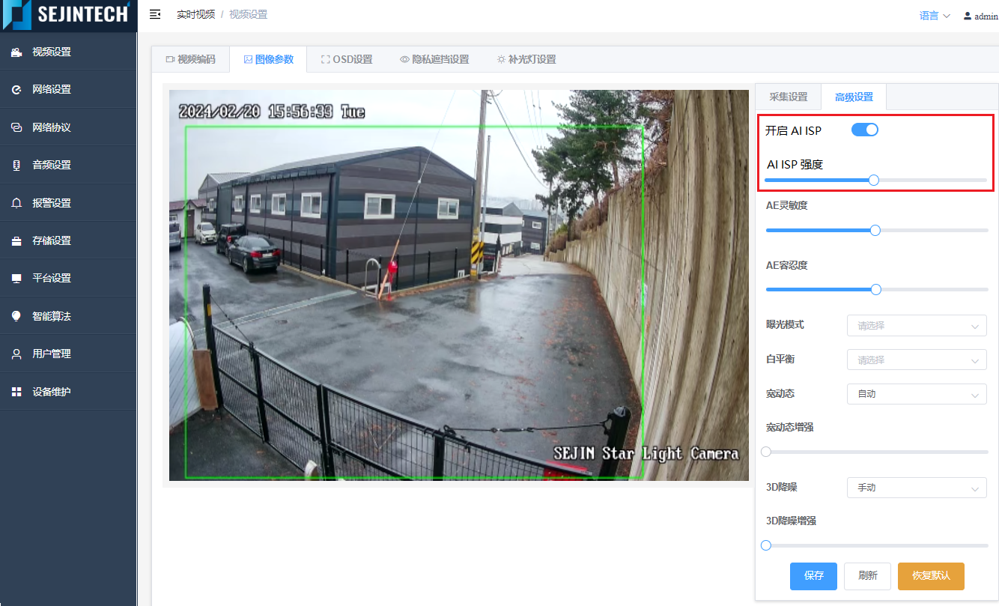 SEJINTECH
实时视频 / 视频设置
语言
admin
视频设置
网络设置
网络协议
音频设置
报警设置
存储设置
平台设置
智能算法
用户管理
设备维护
视频编码
图像参数
OSD设置
隐私遮挡设置
补光灯设置
2024/02/20 15:56:33 Tue
SEJIN Star Light Camera
采集设置
高级设置
开启 AI ISP
AI ISP 强度
AE灵敏度
AE容忍度
曝光模式
请选择
白平衡
请选择
宽动态
自动
宽动态增强
3D降噪
手动
3D降噪增强
保存
刷新
恢复默认